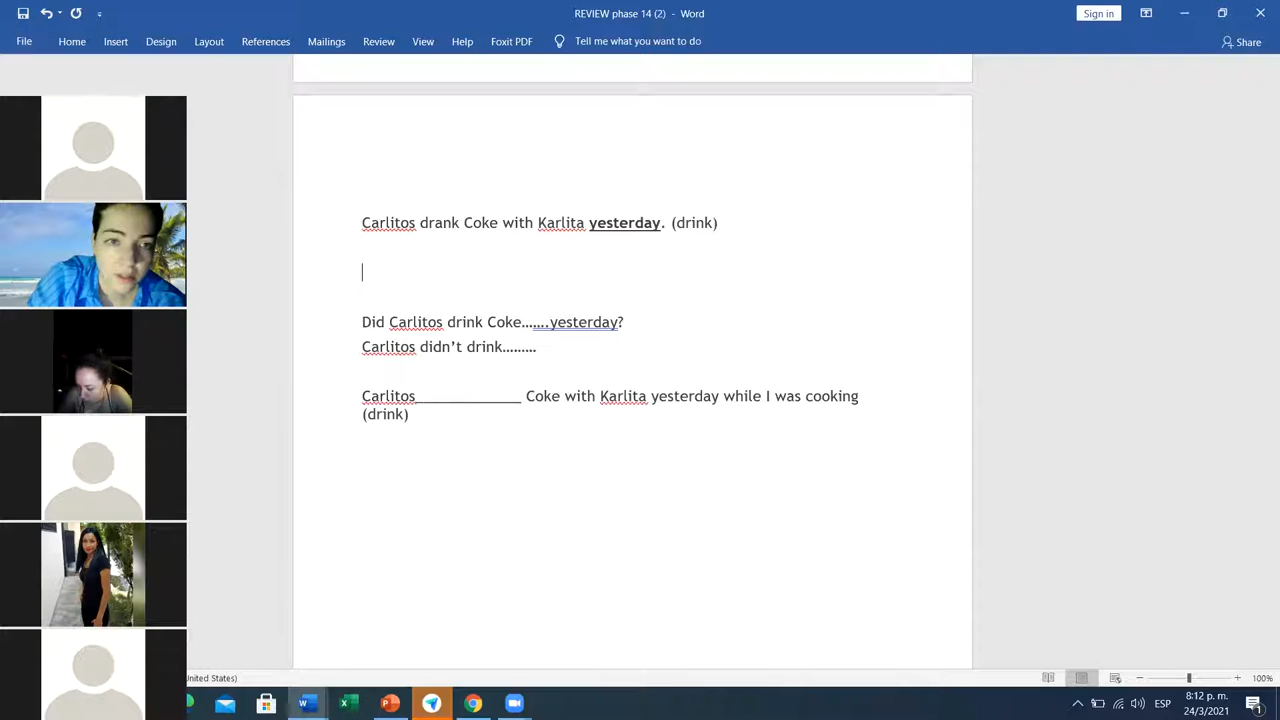 REVIEW phase 14 (2) - Word
Sign in
File Home Insert Design Layout References Mailings Review View Help Foxit PDF Tell me what you want to do Share
Carlitos drank Coke with Karlita yesterday. (drink)
Did Carlitos drink Coke…….yesterday?
Carlitos didn’t drink………
Carlitos_____________ Coke with Karlita yesterday while I was cooking
(drink)
United States)
100%
ESP
8:12 p. m.
24/3/2021